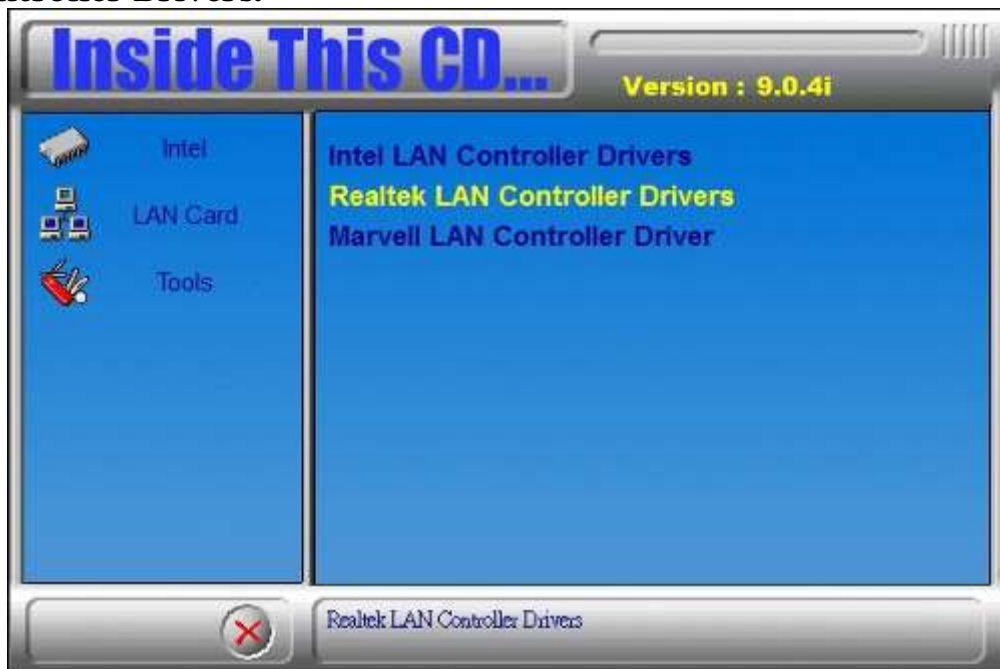 Inside This CD...
Version : 9.0.4i
Intel
LAN Card
Tools
Intel LAN Controller Drivers
Realtek LAN Controller Drivers
Marvell LAN Controller Driver
Realtek LAN Controller Drivers